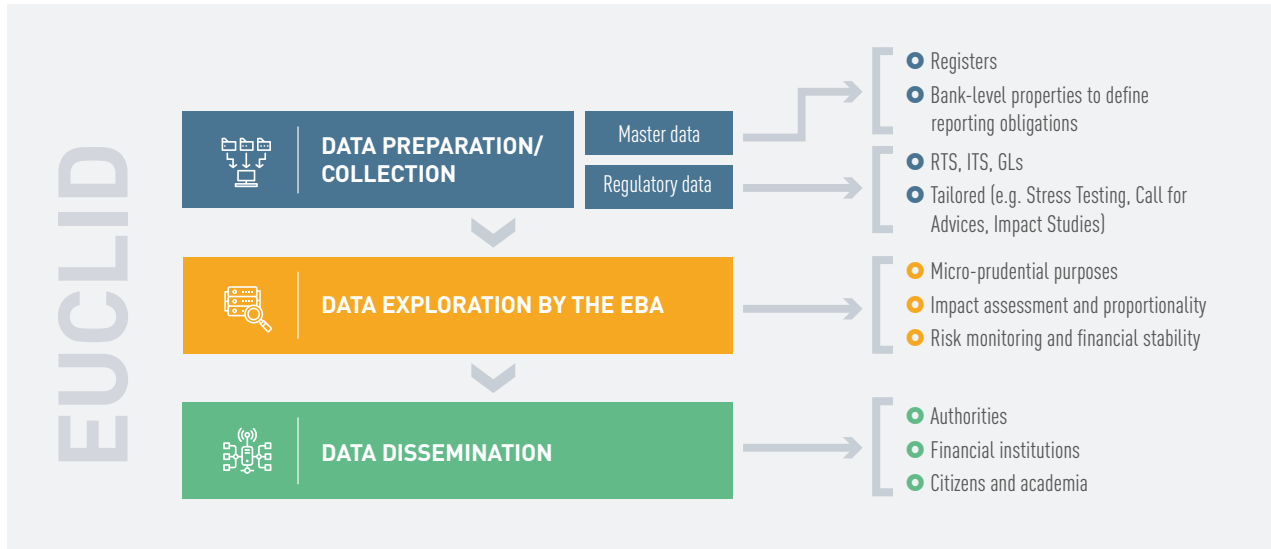 EUCLID
DATA PREPARATION/
COLLECTION
Master data
Regulatory data
Registers
Bank-level properties to define
reporting obligations
RTS, ITS, GLs
Tailored (e.g. Stress Testing, Call for
Advices, Impact Studies)
DATA EXPLORATION BY THE EBA
Micro-prudential purposes
Impact assessment and proportionality
Risk monitoring and financial stability
DATA DISSEMINATION
Authorities
Financial institutions
Citizens and academia